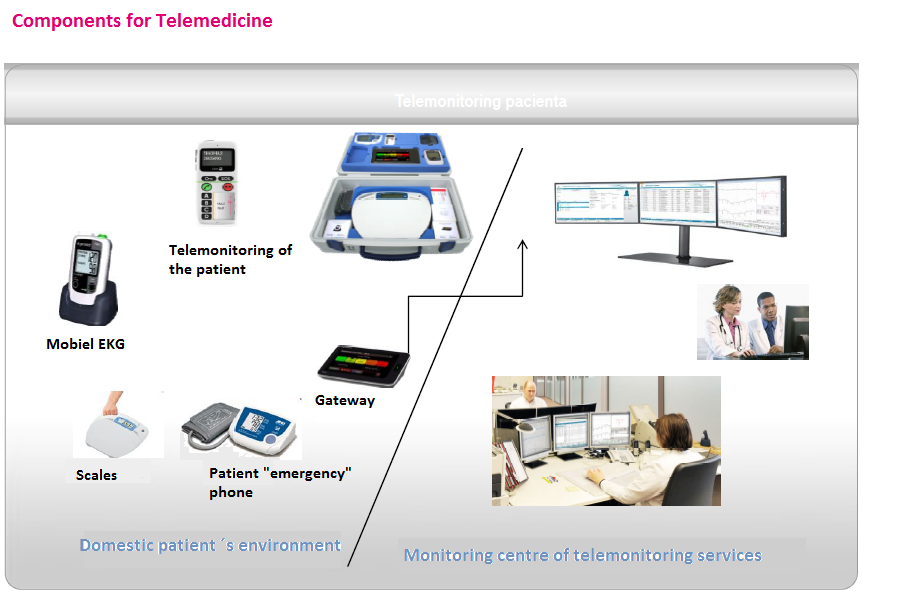 Components for Telemedicine
Telemonitoring pacienta
Telemonitoring of
the patient
Mobiel EKG
Gateway
Scales
Patient "emergency"
phone
Domestic patient ´s environment
Monitoring centre of telemonitoring services